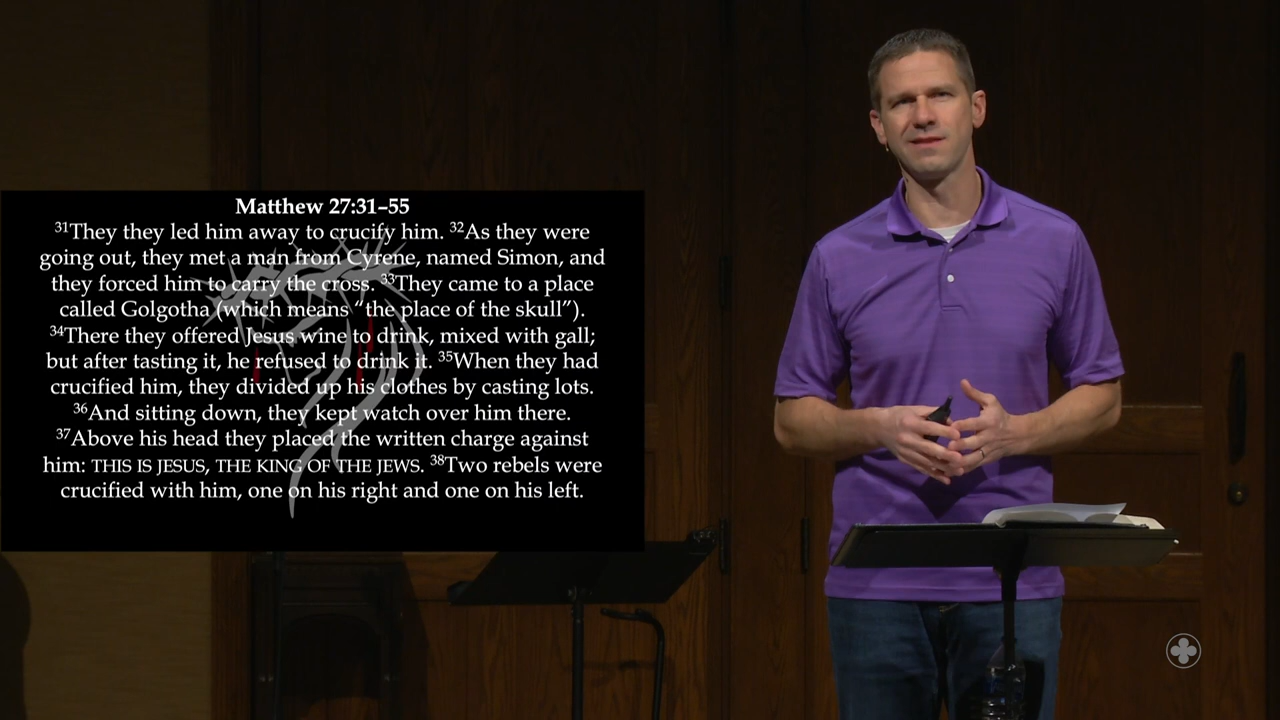 Matthew 27:31–55
³¹They they led him away to crucify him. ³²As they were
going out, they met a man from Cyrene, named Simon, and
they forced him to carry the cross. ³³They came to a place
called Golgotha (which means “the place of the skull”).
³⁴There they offered Jesus wine to drink, mixed with gall;
but after tasting it, he refused to drink it. ³⁵When they had
crucified him, they divided up his clothes by casting lots.
³⁶And sitting down, they kept watch over him there.
³⁷Above his head they placed the written charge against
him: THIS IS JESUS, THE KING OF THE JEWS. ³⁸Two rebels were
crucified with him, one on his right and one on his left.